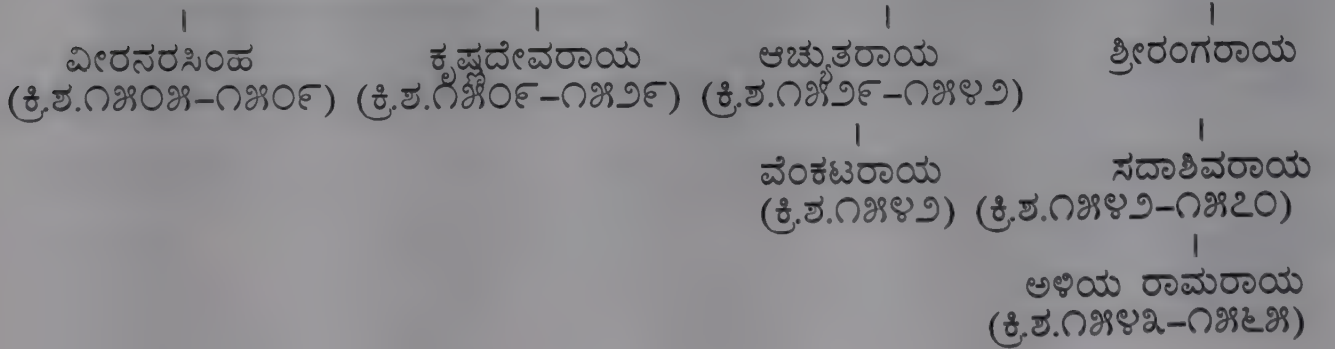 ವೀರನರಸಿಂಹ ಕೃಷ್ಣದೇವರಾಯ ಆಚ್ಯುತರಾಯ ಶ್ರೀರಂಗರಾಯ
(ಕ್ರಿ.ಶ.೧೫೦೫–೧೫೦೯) (ಕ್ರಿ.ಶ.೧೫೦೯–೧೫೨೯) (ಕ್ರಿ.ಶ.೧೫೨೯–೧೫೪೨)
ವೆಂಕಟರಾಯ ಸದಾಶಿವರಾಯ
(ಕ್ರಿ.ಶ.೧೫೪೨) (ಕ್ರಿ.ಶ.೧೫೪೨–೧೫೭೦)
ಅಳಿಯ ರಾಮರಾಯ
(ಕ್ರಿ.ಶ.೧೫೪೩–೧೫೬೫)